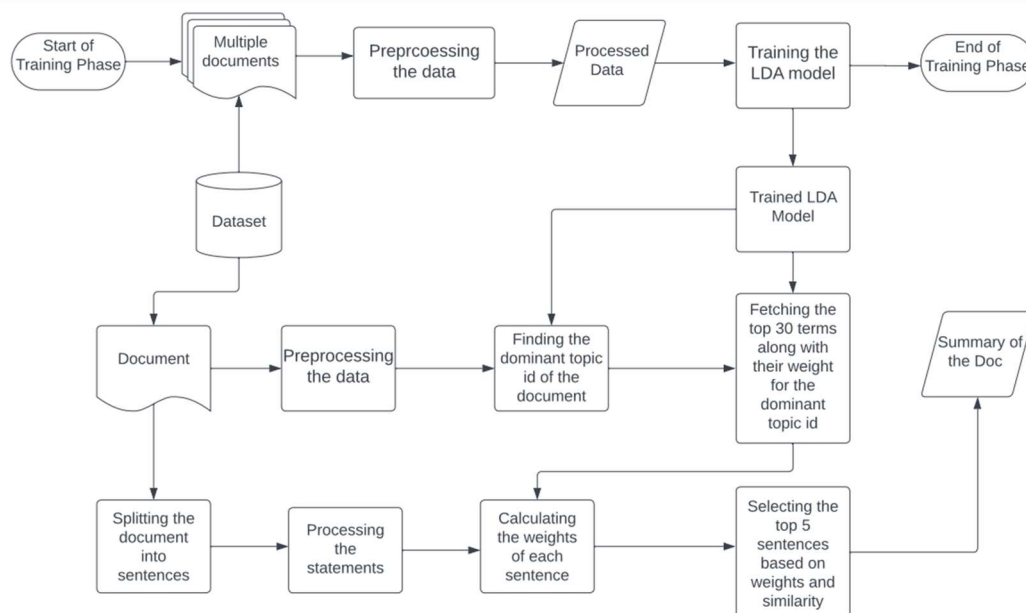 Start of
Training Phase
Multiple
documents
Preprcoessing
the data
Processed
Data
Training the
LDA model
End of
Training Phase
Dataset
Trained LDA
Model
Document
Preprocessing
the data
Finding the
dominant topic
id of the
document
Fetching the
top 30 terms
along with
their weight
for the
dominant
topic id
Summary of
the Doc
Splitting the
document
into
sentences
Processing
the
statements
Calculating
the weights
of each
sentence
Selecting the
top 5
sentences
based on
weights and
similarity